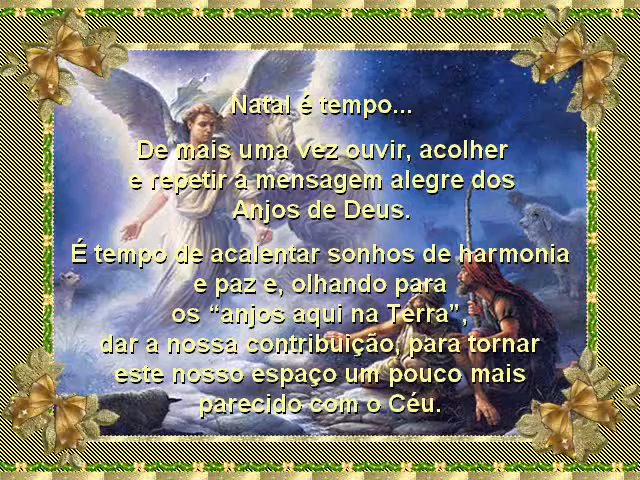 Natal é tempo...
De mais uma vez ouvir, acolher
e repetir a mensagem alegre dos
Anjos de Deus.
É tempo de acalentar sonhos de harmonia
e paz e, olhando para
os “anjos aqui na Terra”,
dar a nossa contribuição, para tornar
este nosso espaço um pouco mais
parecido com o Céu.